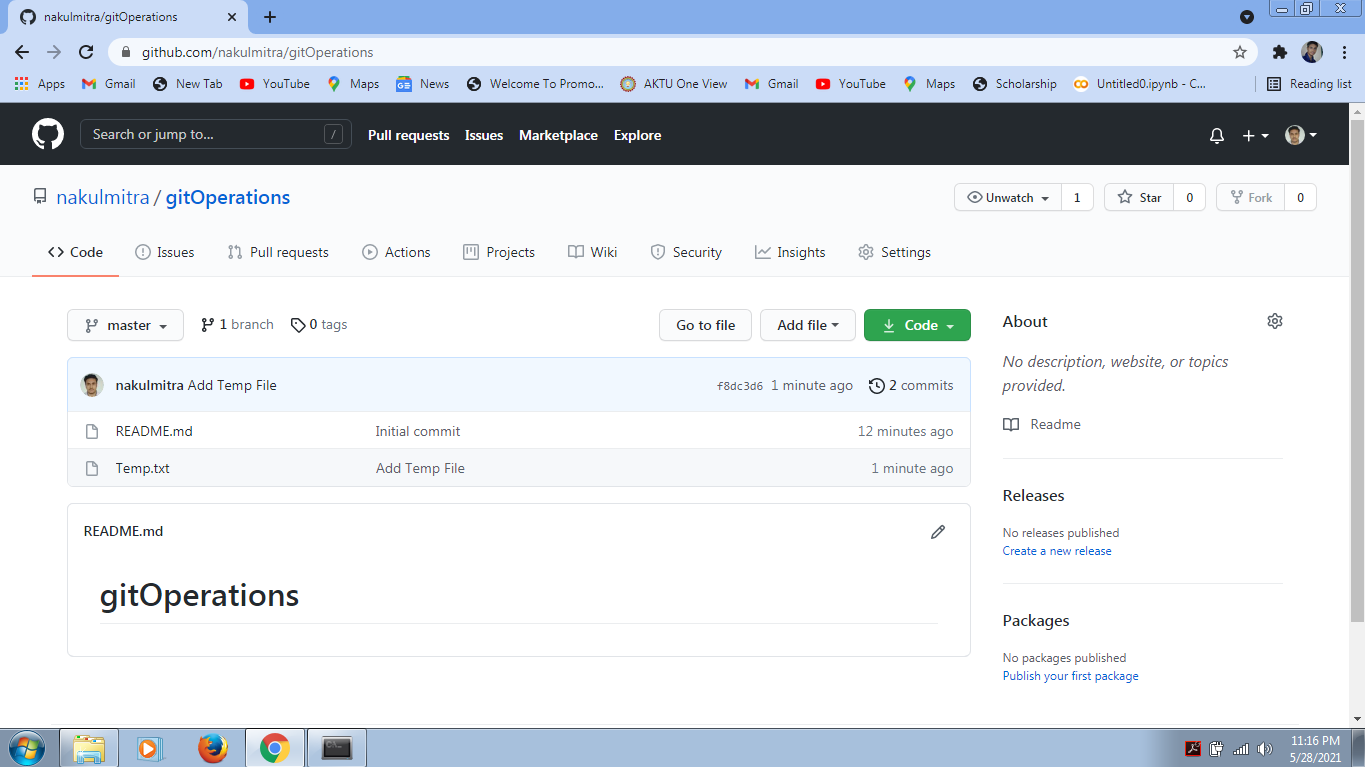 nakulmitra/gitOperations
github.com/nakulmitra/gitOperations
Apps Gmail New Tab YouTube Maps News Welcome To Promo... AKTU One View Gmail YouTube Maps Scholarship Untitled0.ipynb - C... Reading list
Search or jump to... / Pull requests Issues Marketplace Explore
nakulmitra / gitOperations Unwatch 1 Star 0 Fork 0
Code Issues Pull requests Actions Projects Wiki Security Insights Settings
master 1 branch 0 tags Go to file Add file Code
nakulmitra Add Temp File f8dc3d6 1 minute ago 2 commits
README.md Initial commit 12 minutes ago
Temp.txt Add Temp File 1 minute ago
README.md
gitOperations
About
No description, website, or topics
provided.
Readme
Releases
No releases published
Create a new release
Packages
No packages published
Publish your first package
11:16 PM
5/28/2021